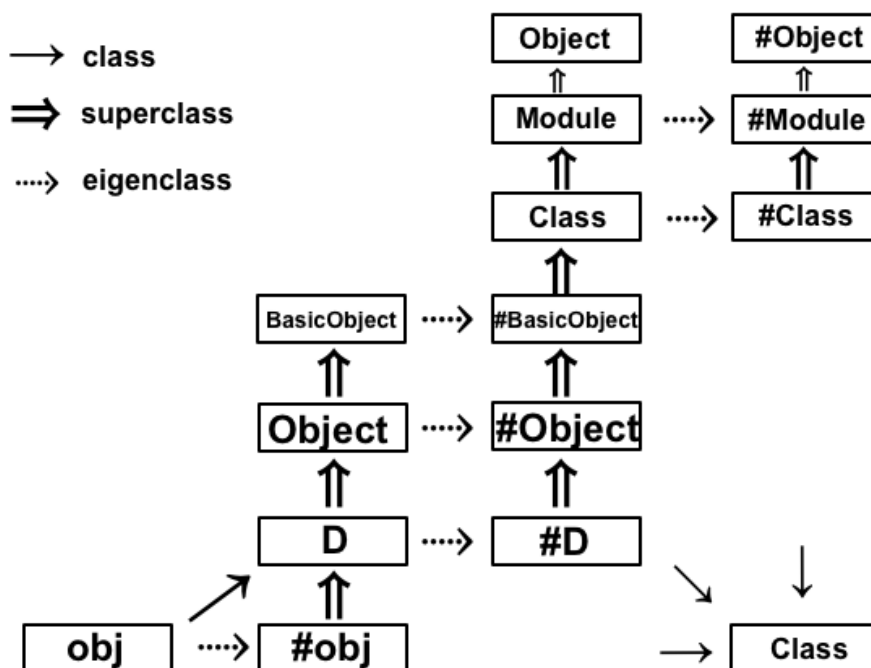 Object #Object
class
superclass Module #Module
eigenclass
Class #Class
BasicObject #BasicObject
Object #Object
D #D
obj #obj Class